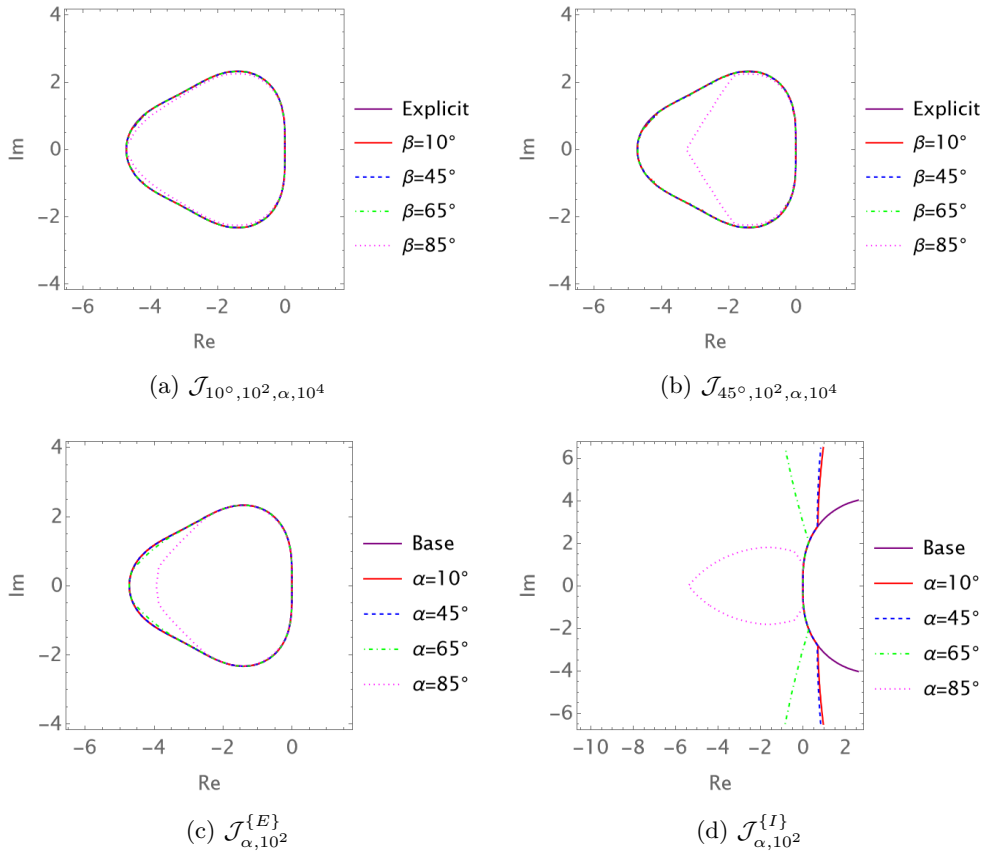 4
2
0
−2
−4
Im
−6 −4 −2 0
Re
Explicit
β=10°
β=45°
β=65°
β=85°
(a) 𝒥₁₀°,₁₀²,α,₁₀⁴
4
2
0
−2
−4
Im
−6 −4 −2 0
Re
Explicit
β=10°
β=45°
β=65°
β=85°
(b) 𝒥₄₅°,₁₀²,α,₁₀⁴
4
2
0
−2
−4
Im
−6 −4 −2 0
Re
Base
α=10°
α=45°
α=65°
α=85°
(c) 𝒥^{E}_{α,10²}
6
4
2
0
−2
−4
−6
Im
−10 −8 −6 −4 −2 0 2
Re
Base
α=10°
α=45°
α=65°
α=85°
(d) 𝒥^{I}_{α,10²}